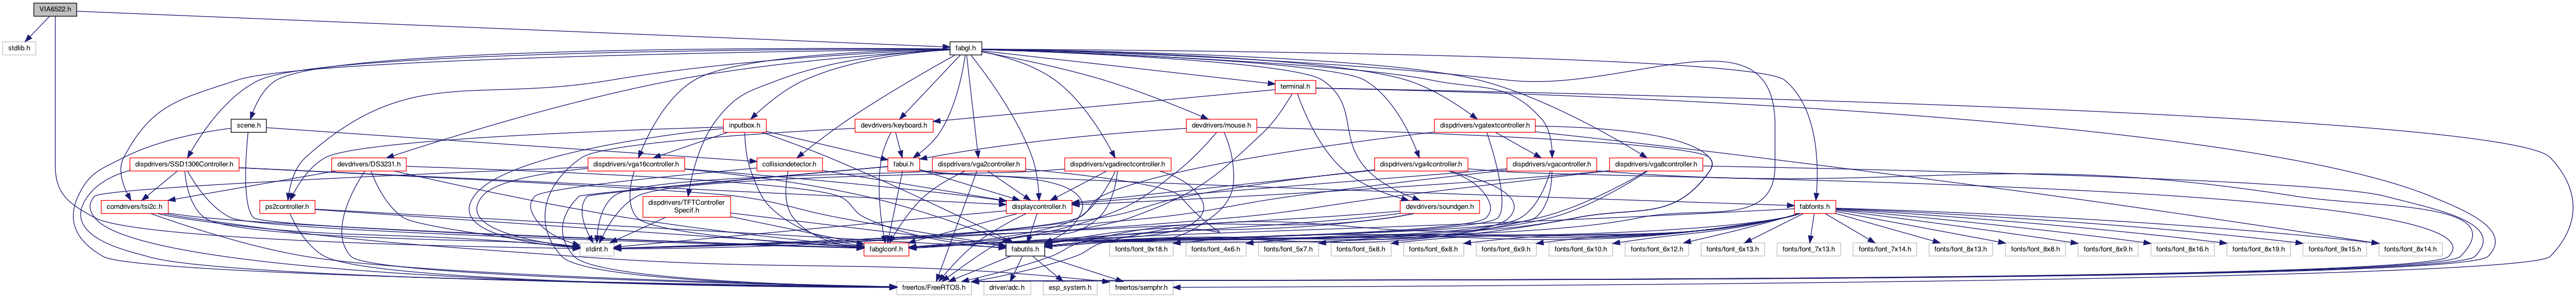 VIA6522.h
stdlib.h
fabgl.h
terminal.h
scene.h
inputbox.h
devdrivers/keyboard.h
devdrivers/mouse.h
dispdrivers/vgatextcontroller.h
dispdrivers/SSD1306Controller.h
devdrivers/DS3231.h
dispdrivers/vga16controller.h
collisiondetector.h
fabui.h
dispdrivers/vga2controller.h
dispdrivers/vgadirectcontroller.h
dispdrivers/vga4controller.h
dispdrivers/vgacontroller.h
dispdrivers/vga8controller.h
comdrivers/tsi2c.h
ps2controller.h
dispdrivers/TFTController
Specif.h
displaycontroller.h
devdrivers/soundgen.h
fabfonts.h
stdint.h
fabglconf.h
fabutils.h
fonts/font_9x18.h
fonts/font_4x6.h
fonts/font_5x7.h
fonts/font_5x8.h
fonts/font_6x8.h
fonts/font_6x9.h
fonts/font_6x10.h
fonts/font_6x12.h
fonts/font_6x13.h
fonts/font_7x13.h
fonts/font_7x14.h
fonts/font_8x13.h
fonts/font_8x8.h
fonts/font_8x9.h
fonts/font_8x16.h
fonts/font_8x19.h
fonts/font_9x15.h
fonts/font_8x14.h
freertos/FreeRTOS.h
driver/adc.h
esp_system.h
freertos/semphr.h